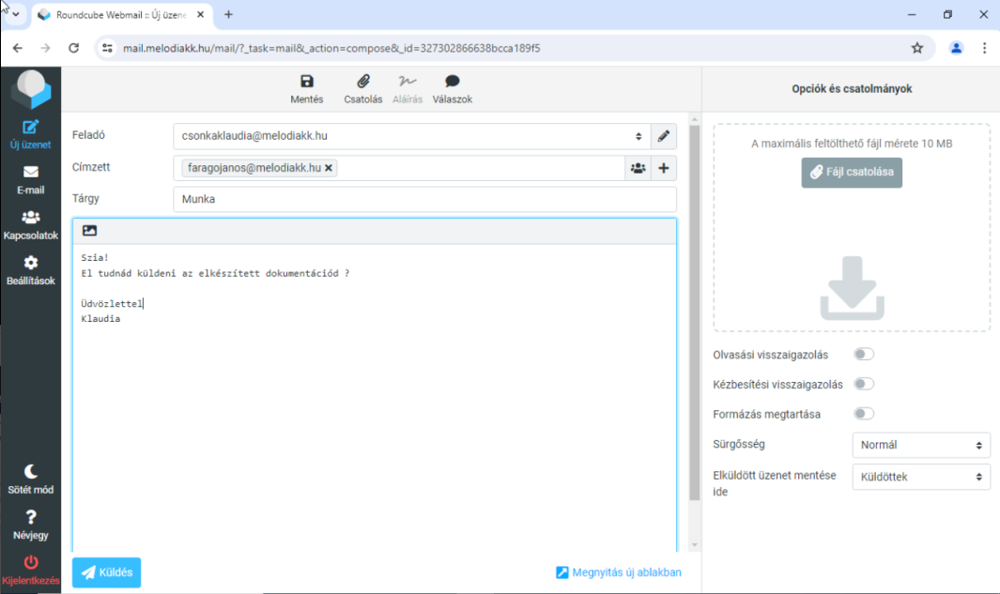 Roundcube Webmail :: Új üzene
mail.melodiakk.hu/mail/?_task=mail&_action=compose&_id=327302866638bcca189f5
Új üzenet
E-mail
Kapcsolatok
Beállítások
Sötét mód
Névjegy
Kijelentkezés
Mentés
Csatolás
Aláírás
Válaszok
Feladó
csonkaklaudia@melodiakk.hu
Címzett
faragojanos@melodiakk.hu
Tárgy
Munka
Szia!
El tudnád küldeni az elkészített dokumentációd ?
Üdvözlettel
Klaudia
Küldés
Megnyitás új ablakban
Opciók és csatolmányok
A maximális feltölthető fájl mérete 10 MB
Fájl csatolása
Olvasási visszaigazolás
Kézbesítési visszaigazolás
Formázás megtartása
Sürgősség
Normál
Elküldött üzenet mentése
ide
Küldöttek